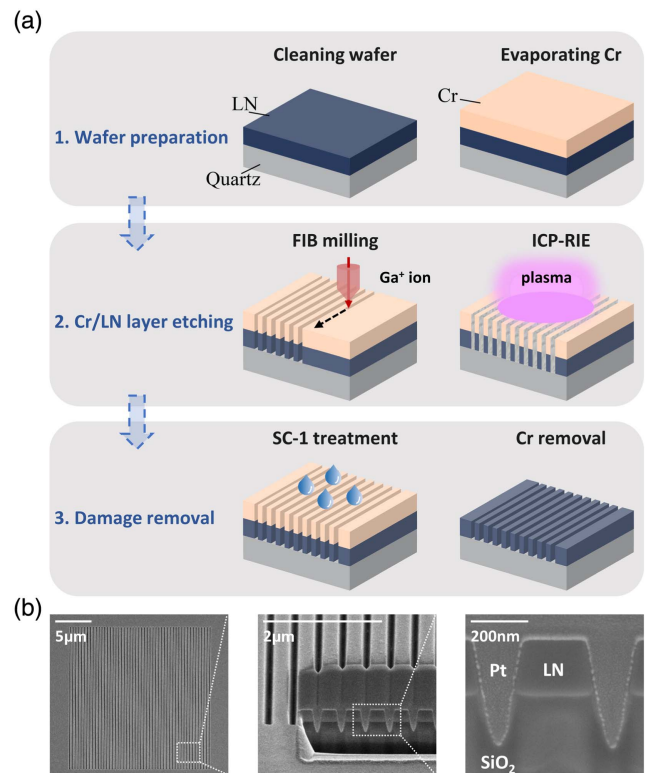 (a)
Cleaning wafer
Evaporating Cr
LN
Cr
1. Wafer preparation
Quartz
FIB milling
ICP-RIE
Ga⁺ ion
plasma
2. Cr/LN layer etching
SC-1 treatment
Cr removal
3. Damage removal
(b)
5μm
2μm
200nm
Pt
LN
SiO₂